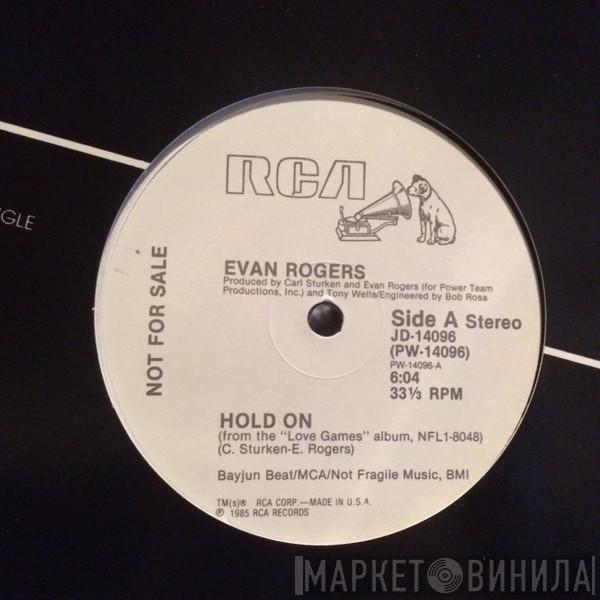 NGLE
RCA
NOT FOR SALE
EVAN ROGERS
Produced by Carl Sturken and Evan Rogers (for Power Team
Productions, Inc.) and Tony Wells/Engineered by Bob Rosa
Side A Stereo
JD-14096
(PW-14096)
PW-14096-A
6:04
33⅓ RPM
HOLD ON
(from the "Love Games" album, NFL1-8048)
(C. Sturken-E. Rogers)
Bayjun Beat/MCA/Not Fragile Music, BMI
TM(s)® RCA CORP.—MADE IN U.S.A.
℗ 1985 RCA RECORDS
МАРКЕТ ВИНИЛА